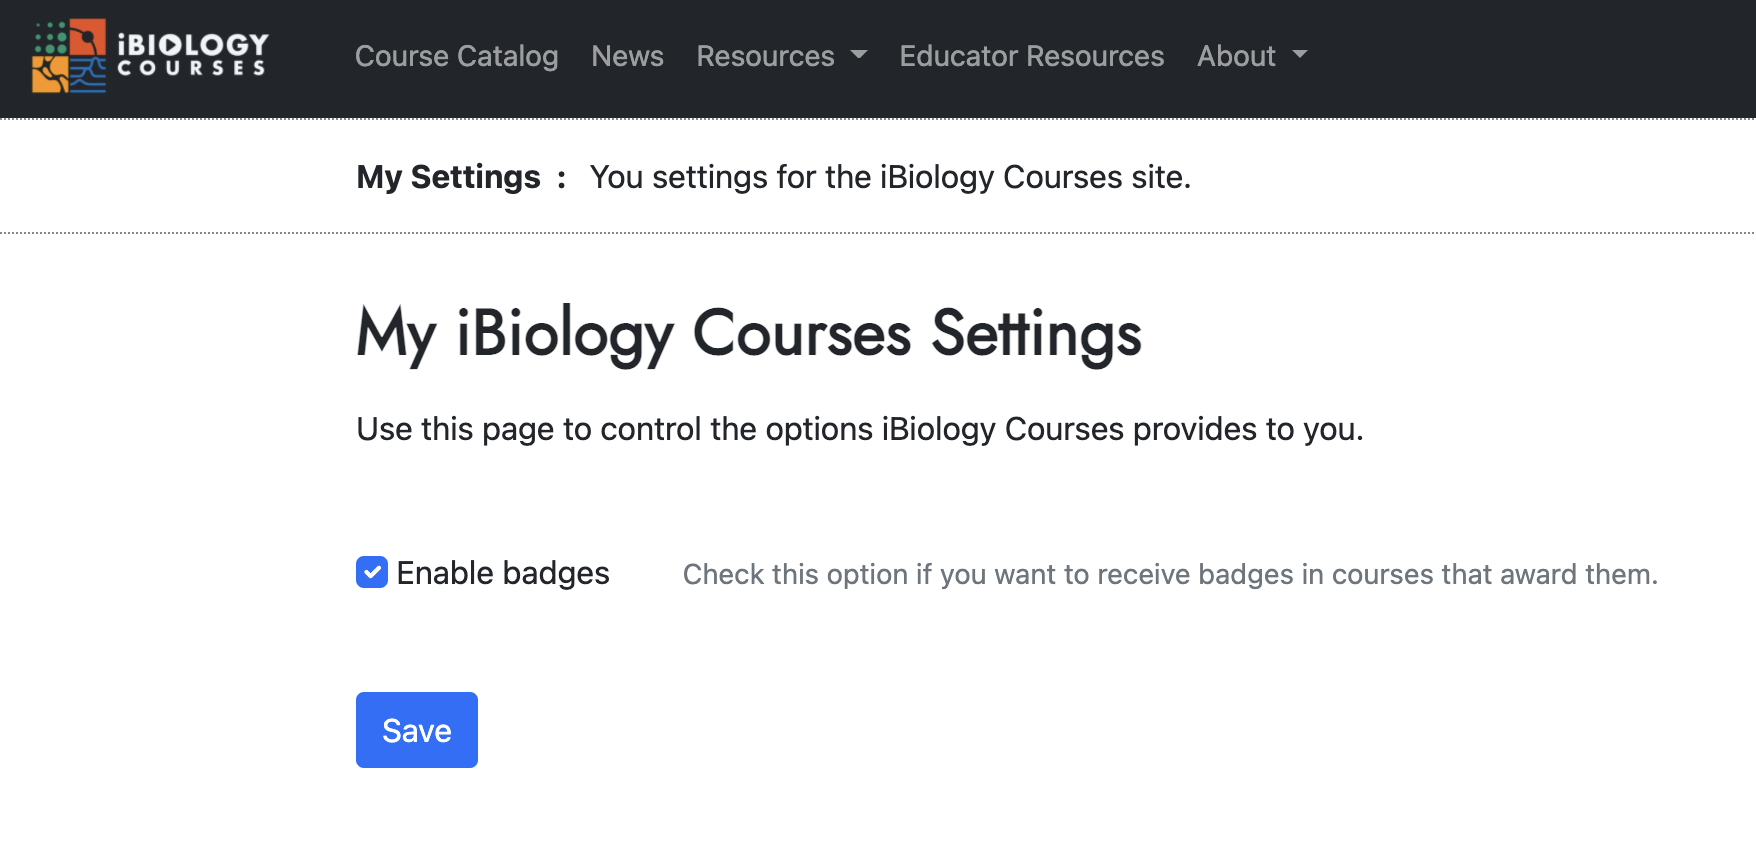 iBIOLOGY
COURSES
Course Catalog News Resources Educator Resources About
My Settings : You settings for the iBiology Courses site.
My iBiology Courses Settings
Use this page to control the options iBiology Courses provides to you.
Enable badges Check this option if you want to receive badges in courses that award them.
Save